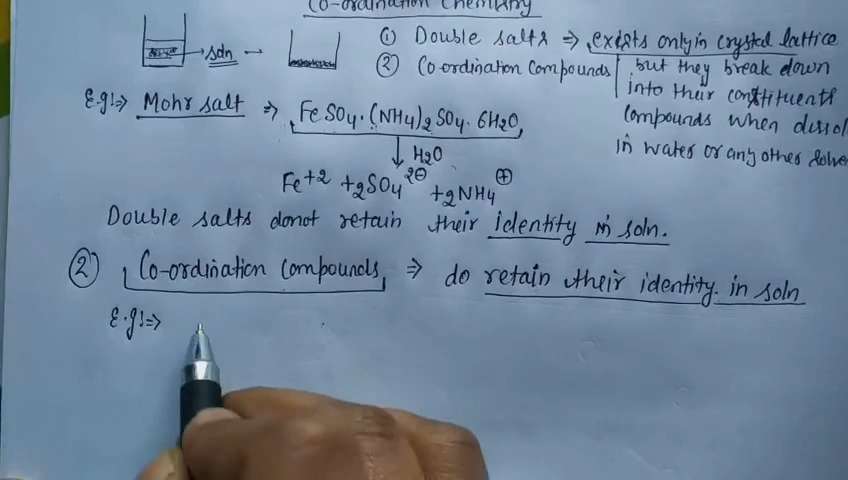 Co-ordination Chemistry
soln
① Double salts ⇒ exists only in crystal lattice
② Co-ordination compounds
but they break down
into their constituent
compounds when dissol
in water or any other solve
E.g:⇒ Mohr salt ⇒ FeSO4·(NH4)2SO4·6H2O
↓ H2O
Fe+2 + 2SO4 2⊖ + 2NH4 ⊕
Double salts donot retain their identity in soln.
② Co-ordination compounds ⇒ do retain their identity in soln
E.g:⇒